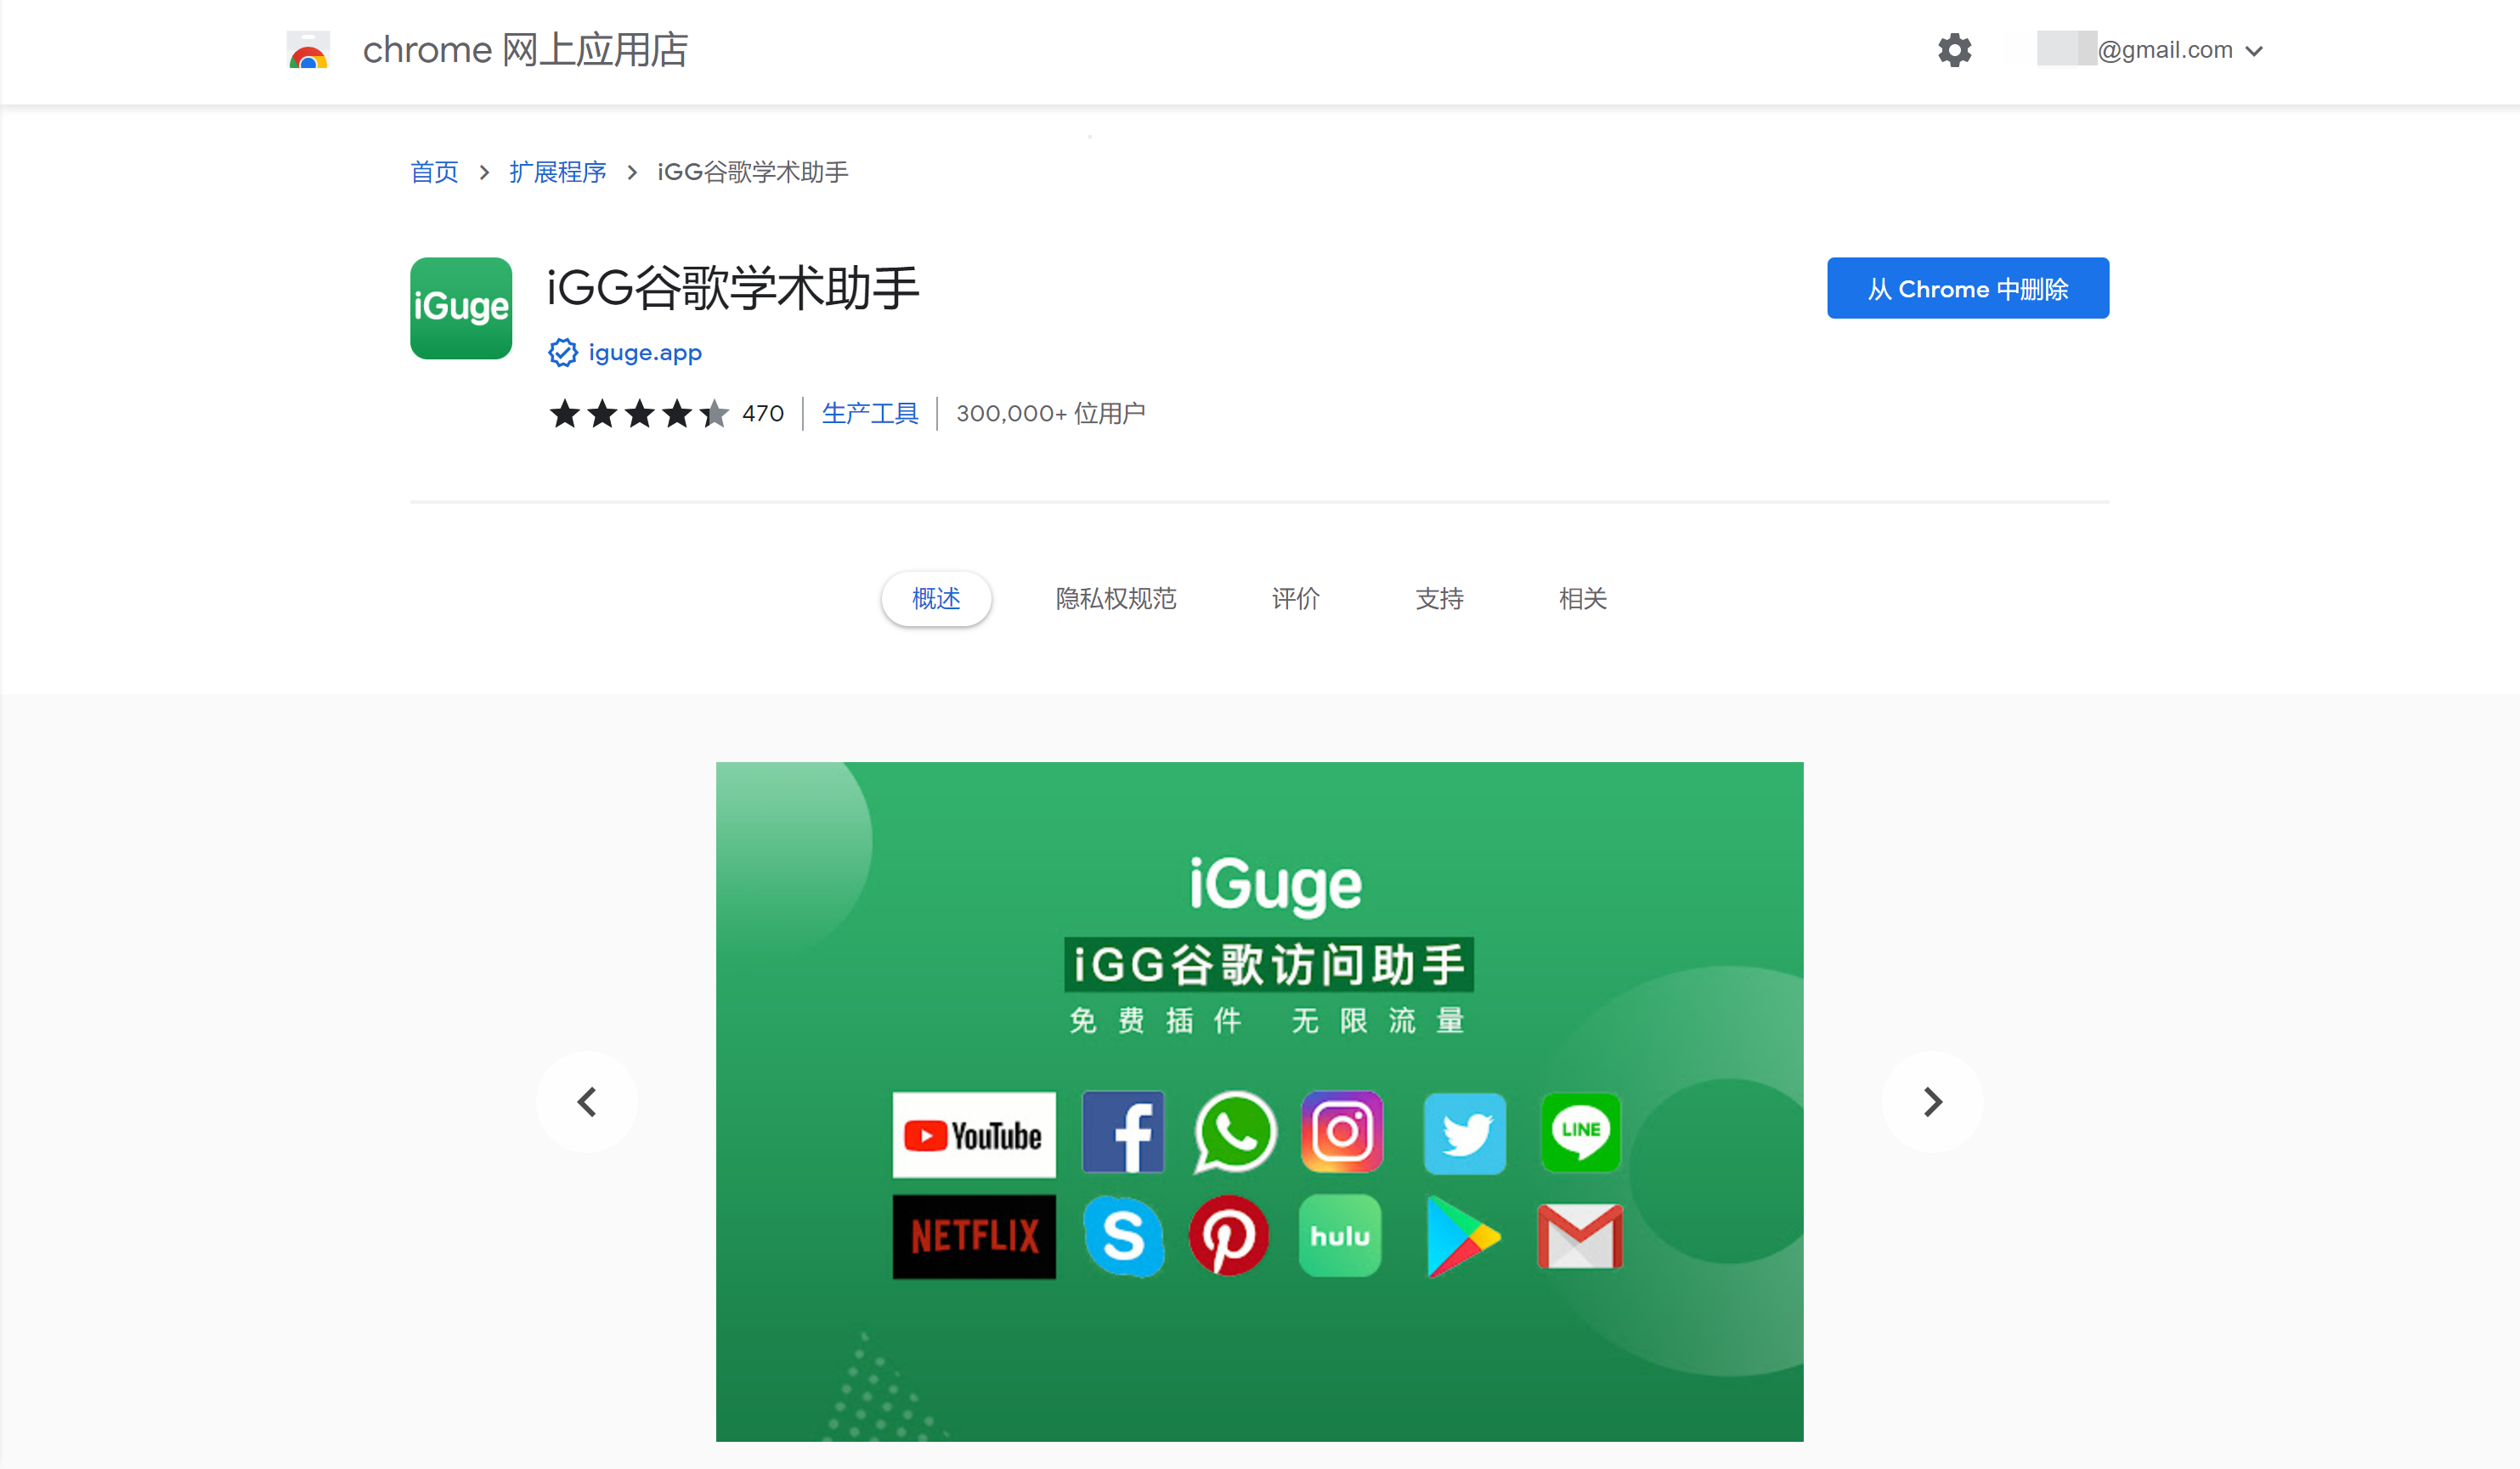 chrome 网上应用店
@gmail.com
首页 > 扩展程序 > iGG谷歌学术助手
iGuge
iGG谷歌学术助手
从 Chrome 中删除
iguge.app
470 | 生产工具 | 300,000+ 位用户
概述 隐私权规范 评价 支持 相关
iGuge
iGG谷歌访问助手
免费插件 无限流量
YouTube
LINE
NETFLIX
hulu